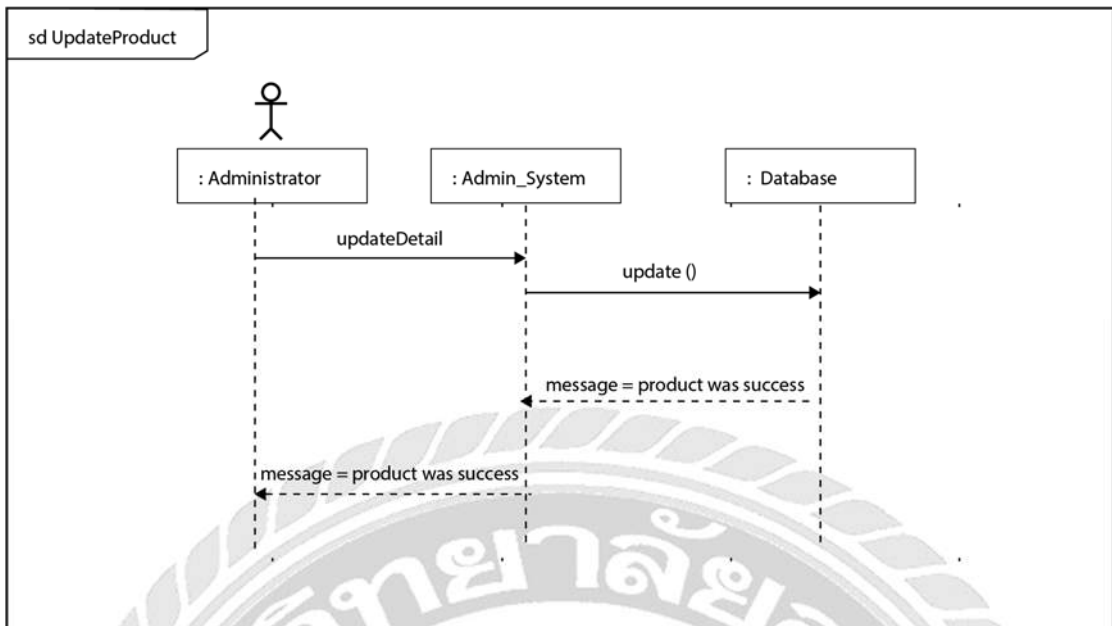 sd UpdateProduct
: Administrator
: Admin_System
: Database
updateDetail
update ()
message = product was success
message = product was success